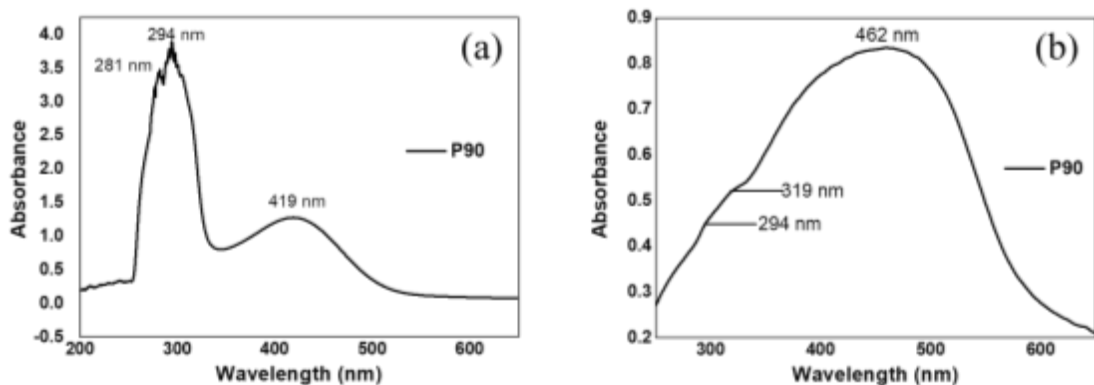 (a)
294 nm
281 nm
419 nm
P90
4.0
3.5
3.0
2.5
2.0
1.5
1.0
0.5
0.0
-0.5
Absorbance
200 300 400 500 600
Wavelength (nm)
(b)
462 nm
319 nm
294 nm
P90
0.9
0.8
0.7
0.6
0.5
0.4
0.3
0.2
Absorbance
300 400 500 600
Wavelength (nm)